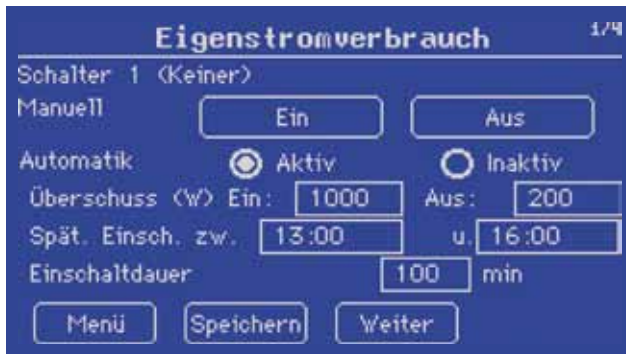 Eigenstromverbrauch 1/4
Schalter 1 (Keiner)
Manuell Ein Aus
Automatik Aktiv Inaktiv
Überschuss (W) Ein: 1000 Aus: 200
Spät. Einsch. zw. 13:00 u. 16:00
Einschaltdauer 100 min
Menü Speichern Weiter